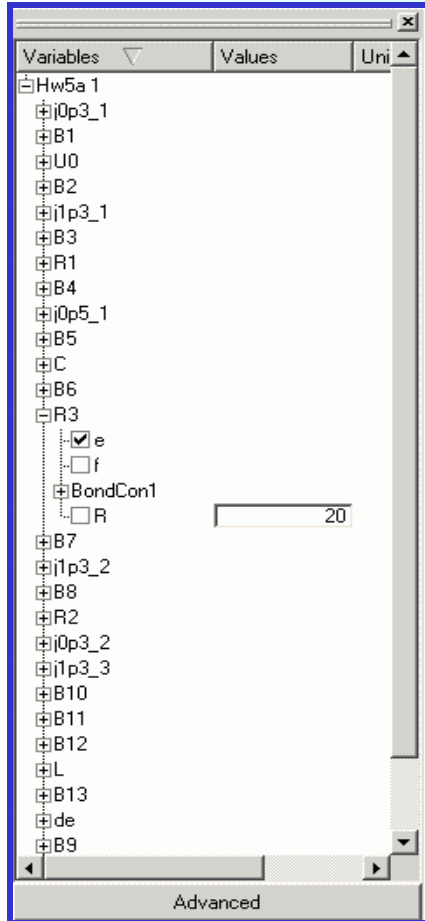 Variables Values Uni
Hw5a 1
j0p3_1
B1
U0
B2
j1p3_1
B3
R1
B4
j0p5_1
B5
C
B6
R3
e
f
BondCon1
R 20
B7
j1p3_2
B8
R2
j0p3_2
j1p3_3
B10
B11
B12
L
B13
de
B9
Advanced